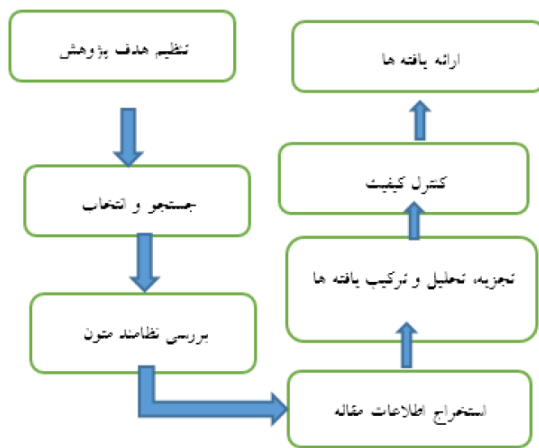 تنظیم هدف پژوهش
جستجو و انتخاب
بررسی نظامند متون
استخراج اطلاعات مقاله
تجزیه، تحلیل و ترکیب یافته ها
کنترل کیفیت
ارائه یافته ها